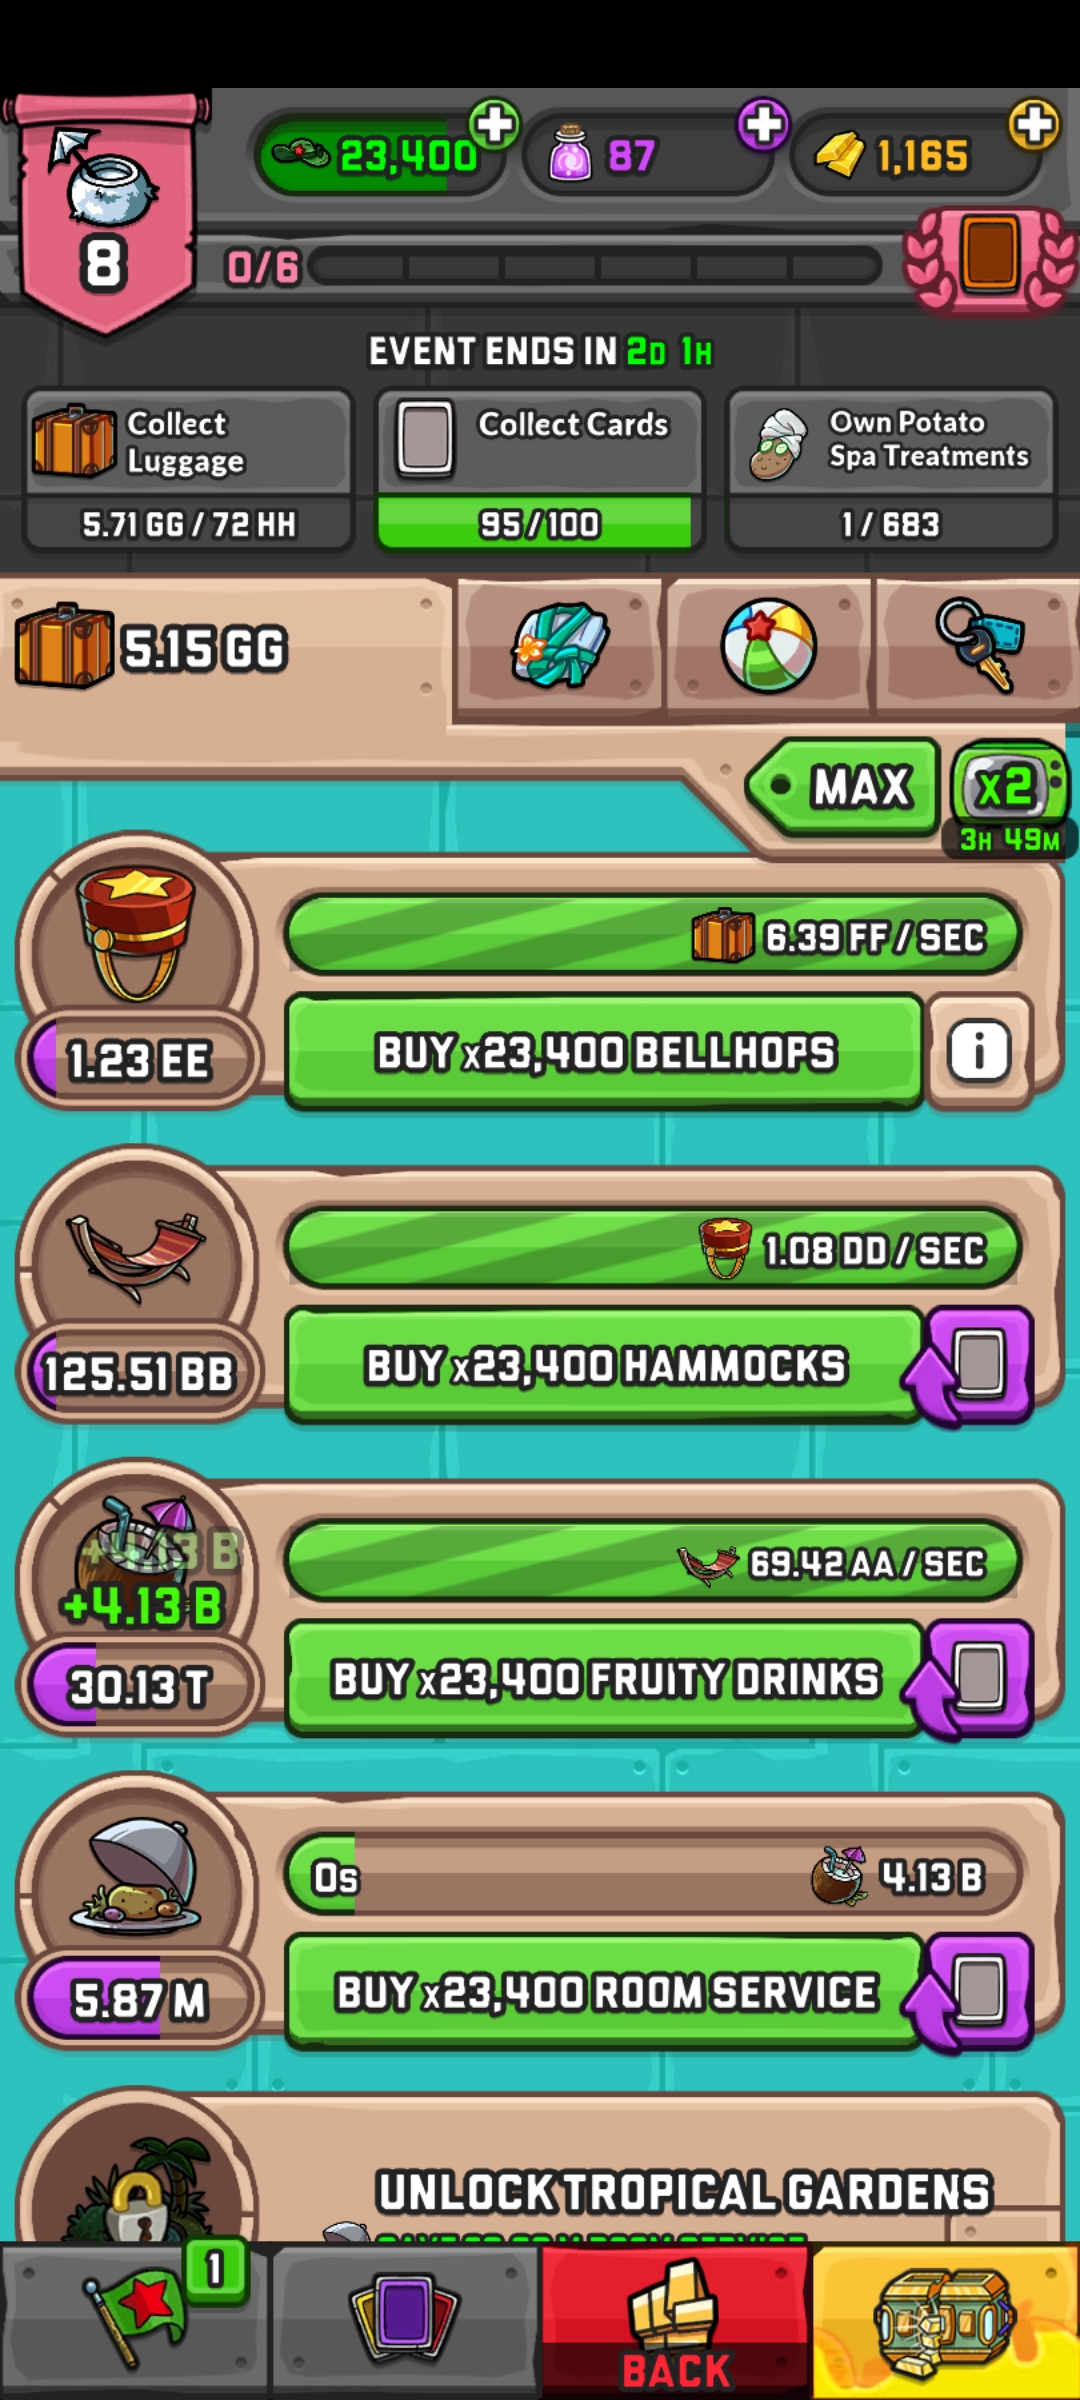 23,400
87
1,165
8
0/6
EVENT ENDS IN 2D 1H
Collect
Luggage
Collect Cards
Own Potato
Spa Treatments
5.71 GG / 72 HH
95/100
1/683
5.15 GG
MAX
x2
3H 49M
6.39 FF / SEC
1.23 EE
BUY x23,400 BELLHOPS
i
1.08 DD / SEC
125.51 BB
BUY x23,400 HAMMOCKS
+4.13 B
69.42 AA / SEC
+4.13 B
30.13 T
BUY x23,400 FRUITY DRINKS
0s
4.13 B
5.87 M
BUY x23,400 ROOM SERVICE
UNLOCK TROPICAL GARDENS
1
BACK